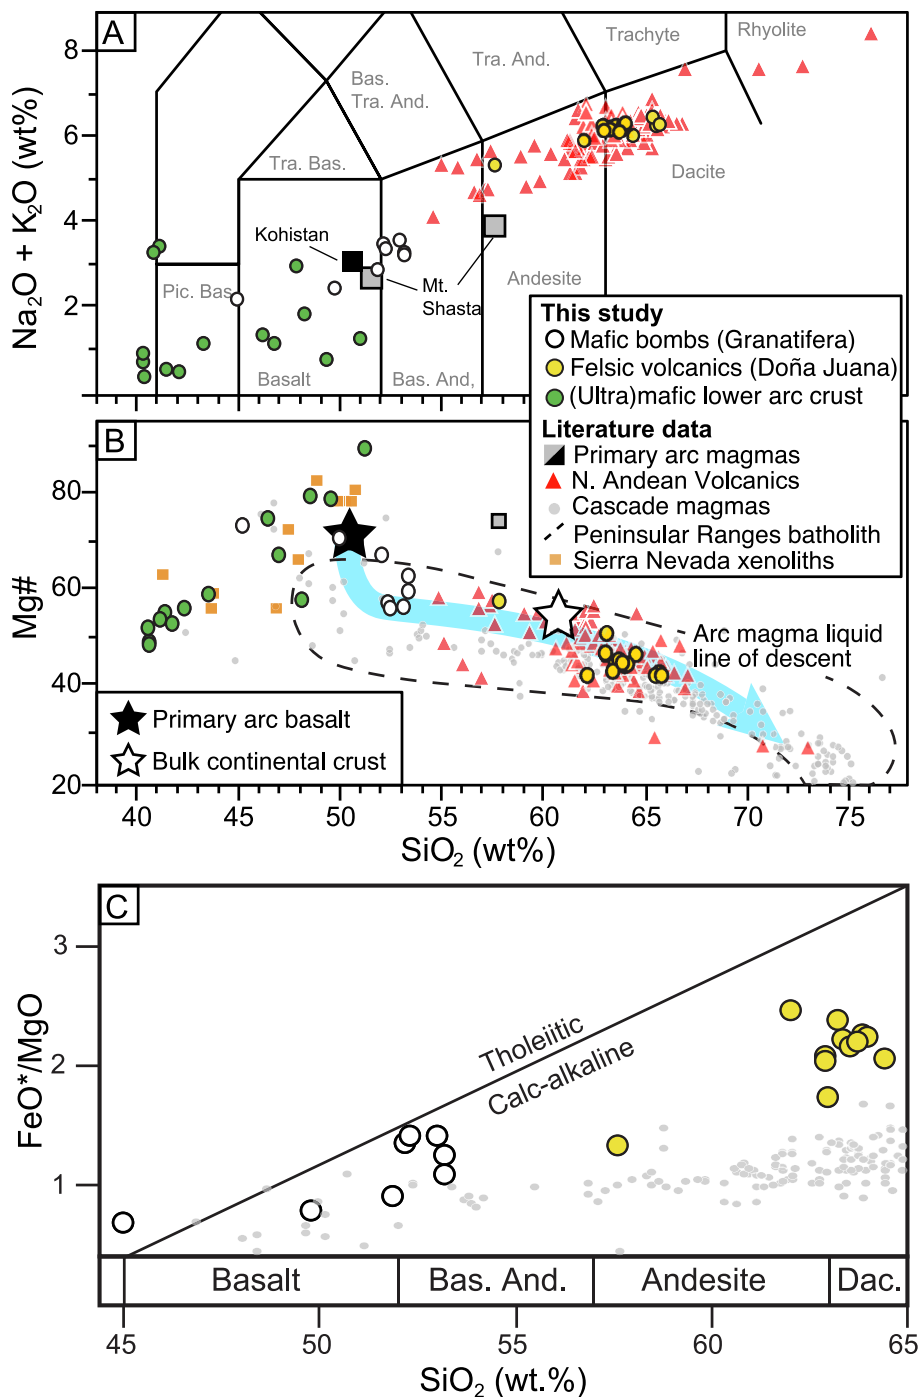 A
Bas.
Tra. And.
Tra. And.
Trachyte
Rhyolite
Tra. Bas.
Dacite
Kohistan
Mt.
Shasta
Pic. Bas.
Andesite
Basalt
Bas. And,
8
6
4
2
Na2O + K2O (wt%)
This study
Mafic bombs (Granatifera)
Felsic volcanics (Doña Juana)
(Ultra)mafic lower arc crust
Literature data
Primary arc magmas
N. Andean Volcanics
Cascade magmas
Peninsular Ranges batholith
Sierra Nevada xenoliths
B
80
60
40
20
Mg#
Arc magma liquid
line of descent
Primary arc basalt
Bulk continental crust
40 45 50 55 60 65 70 75
SiO2 (wt%)
C
3
2
1
FeO*/MgO
Tholeiitic
Calc-alkaline
Basalt Bas. And. Andesite Dac.
45 50 55 60 65
SiO2 (wt.%)